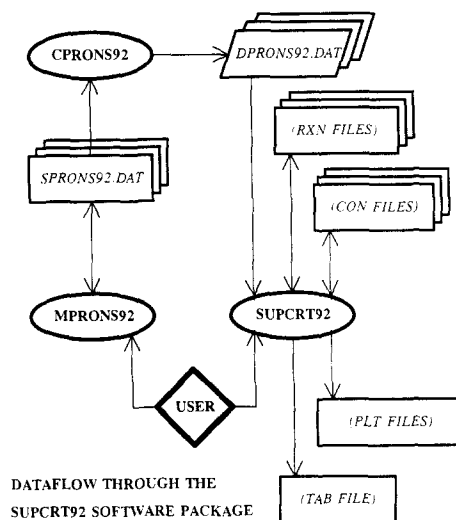 CPRONS92
DPRONS92.DAT
(RXN FILES)
SPRONS92.DAT
(CON FILES)
MPRONS92
SUPCRT92
USER
(PLT FILES)
DATAFLOW THROUGH THE
SUPCRT92 SOFTWARE PACKAGE
(TAB FILE)